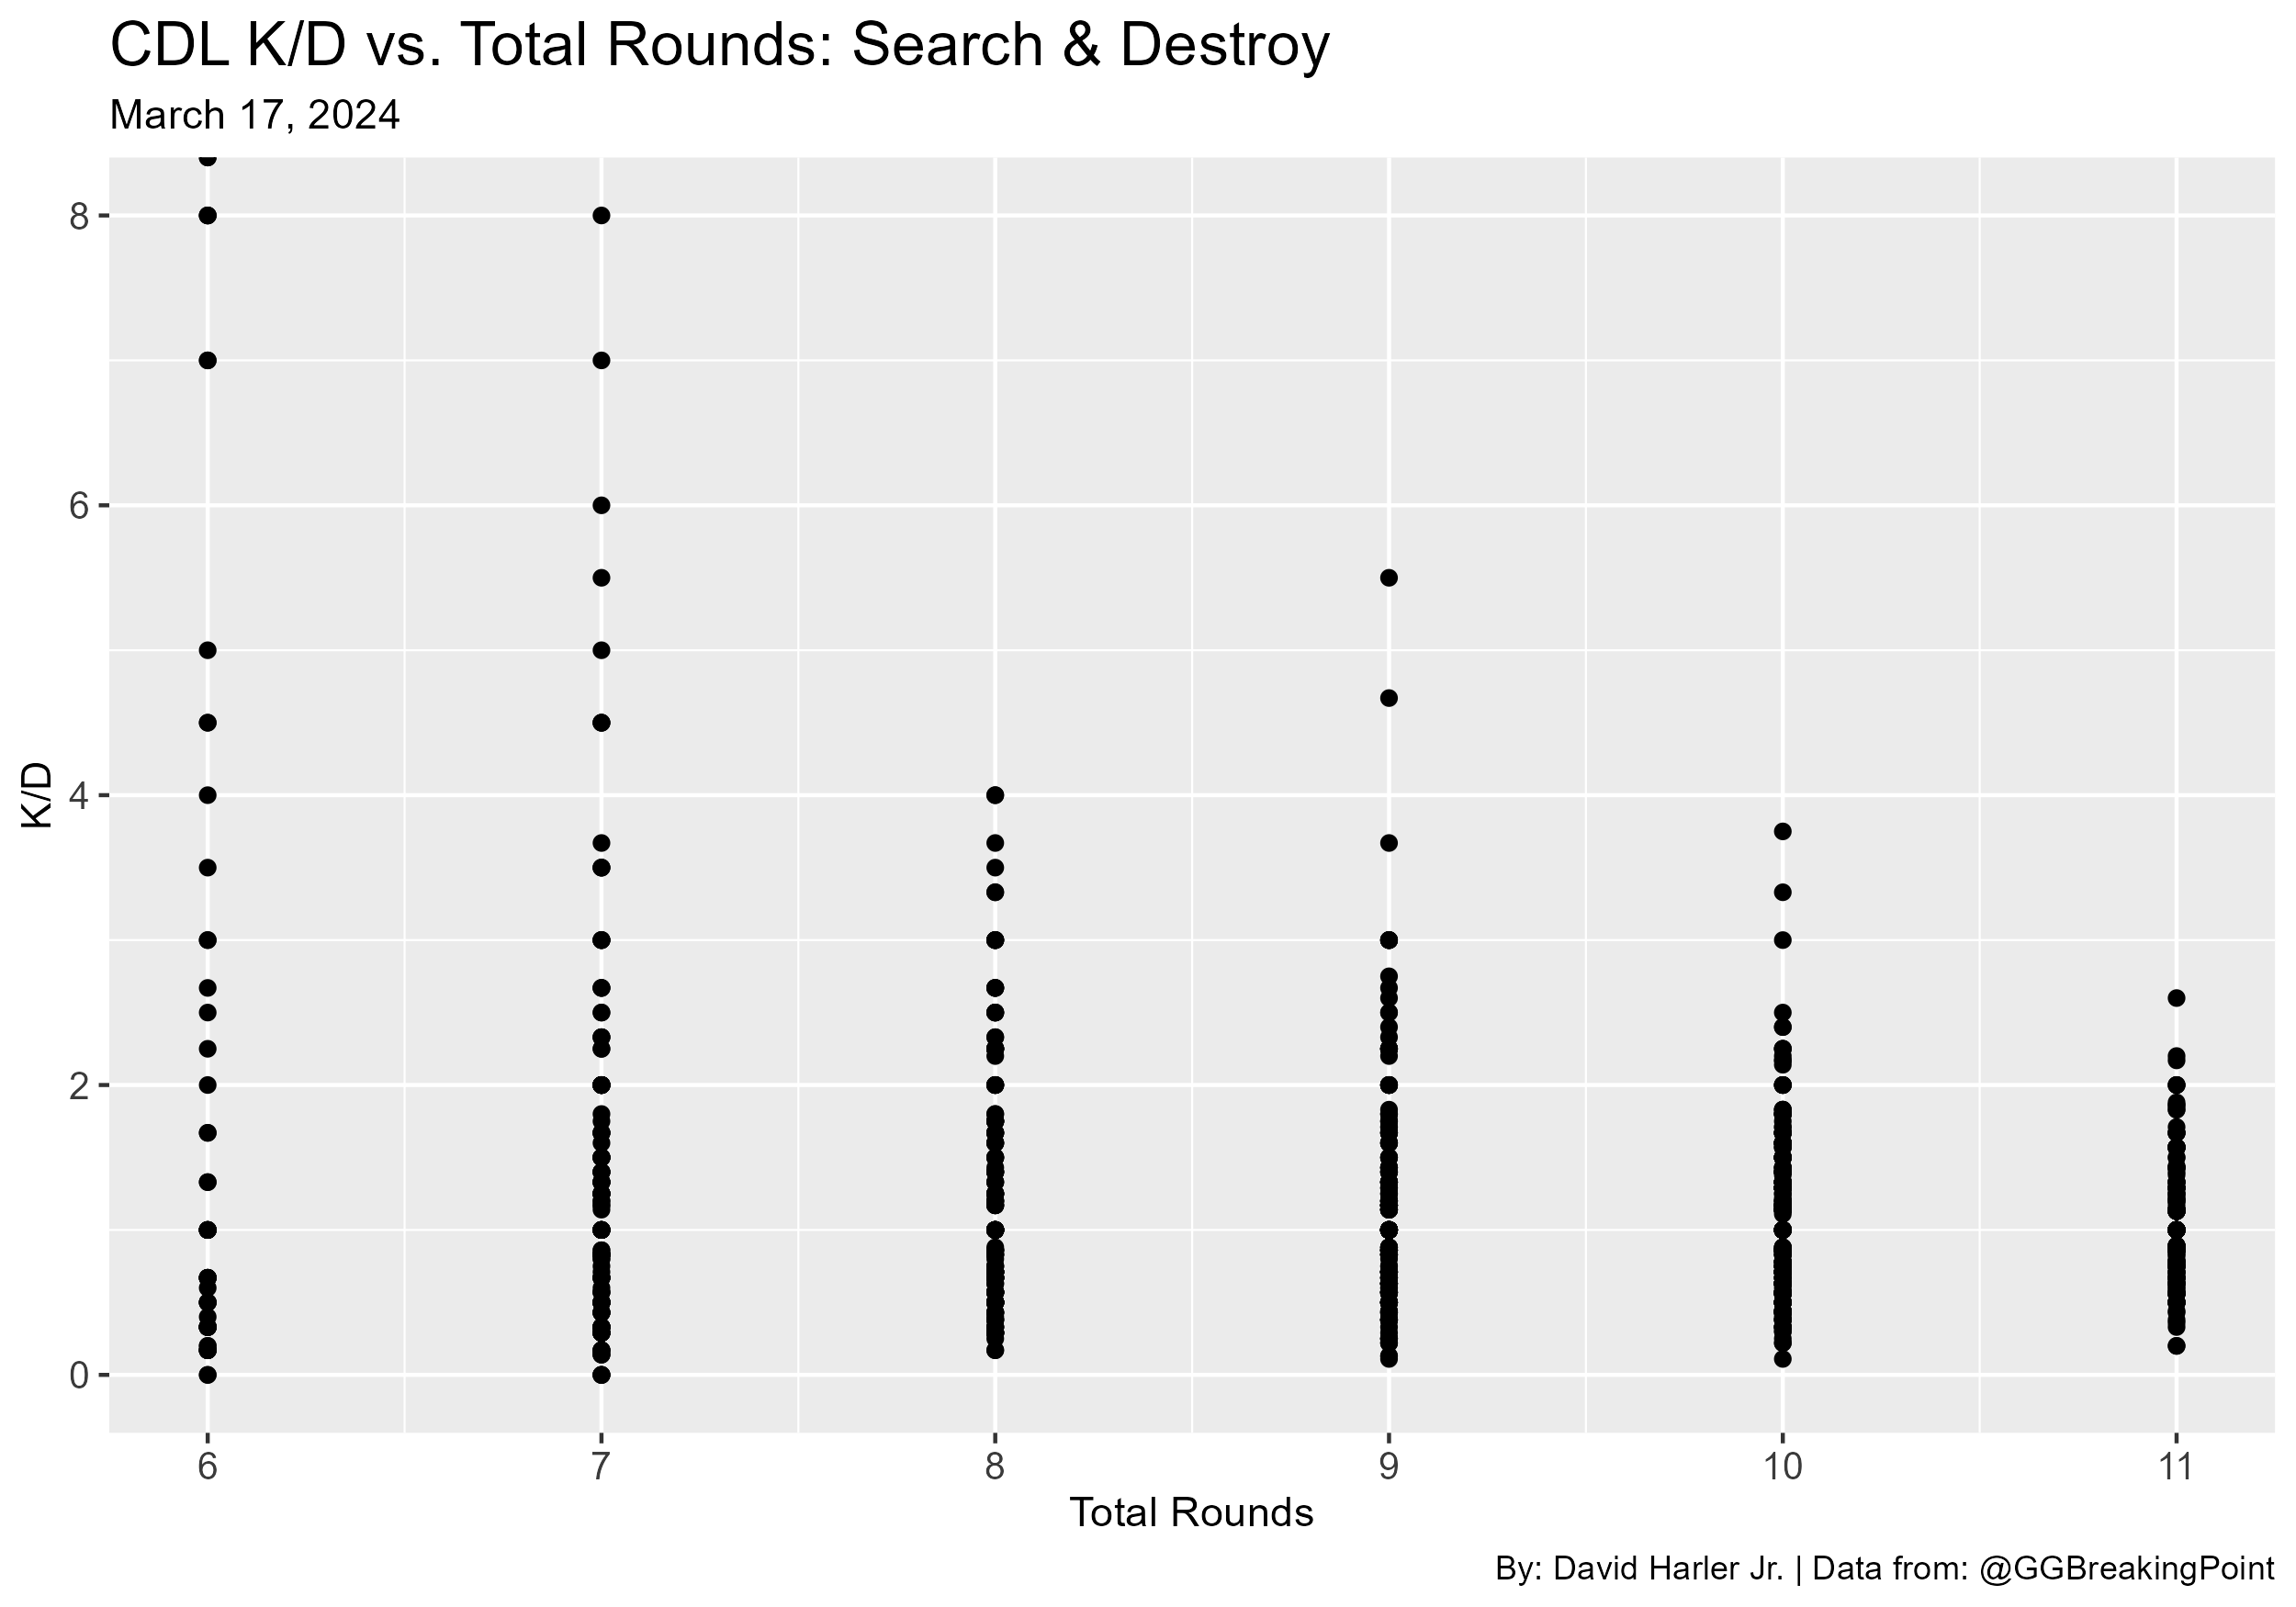 CDL K/D vs. Total Rounds: Search & Destroy
March 17, 2024
8
6
4
2
0
K/D
6 7 8 9 10 11
Total Rounds
By: David Harler Jr. | Data from: @GGBreakingPoint